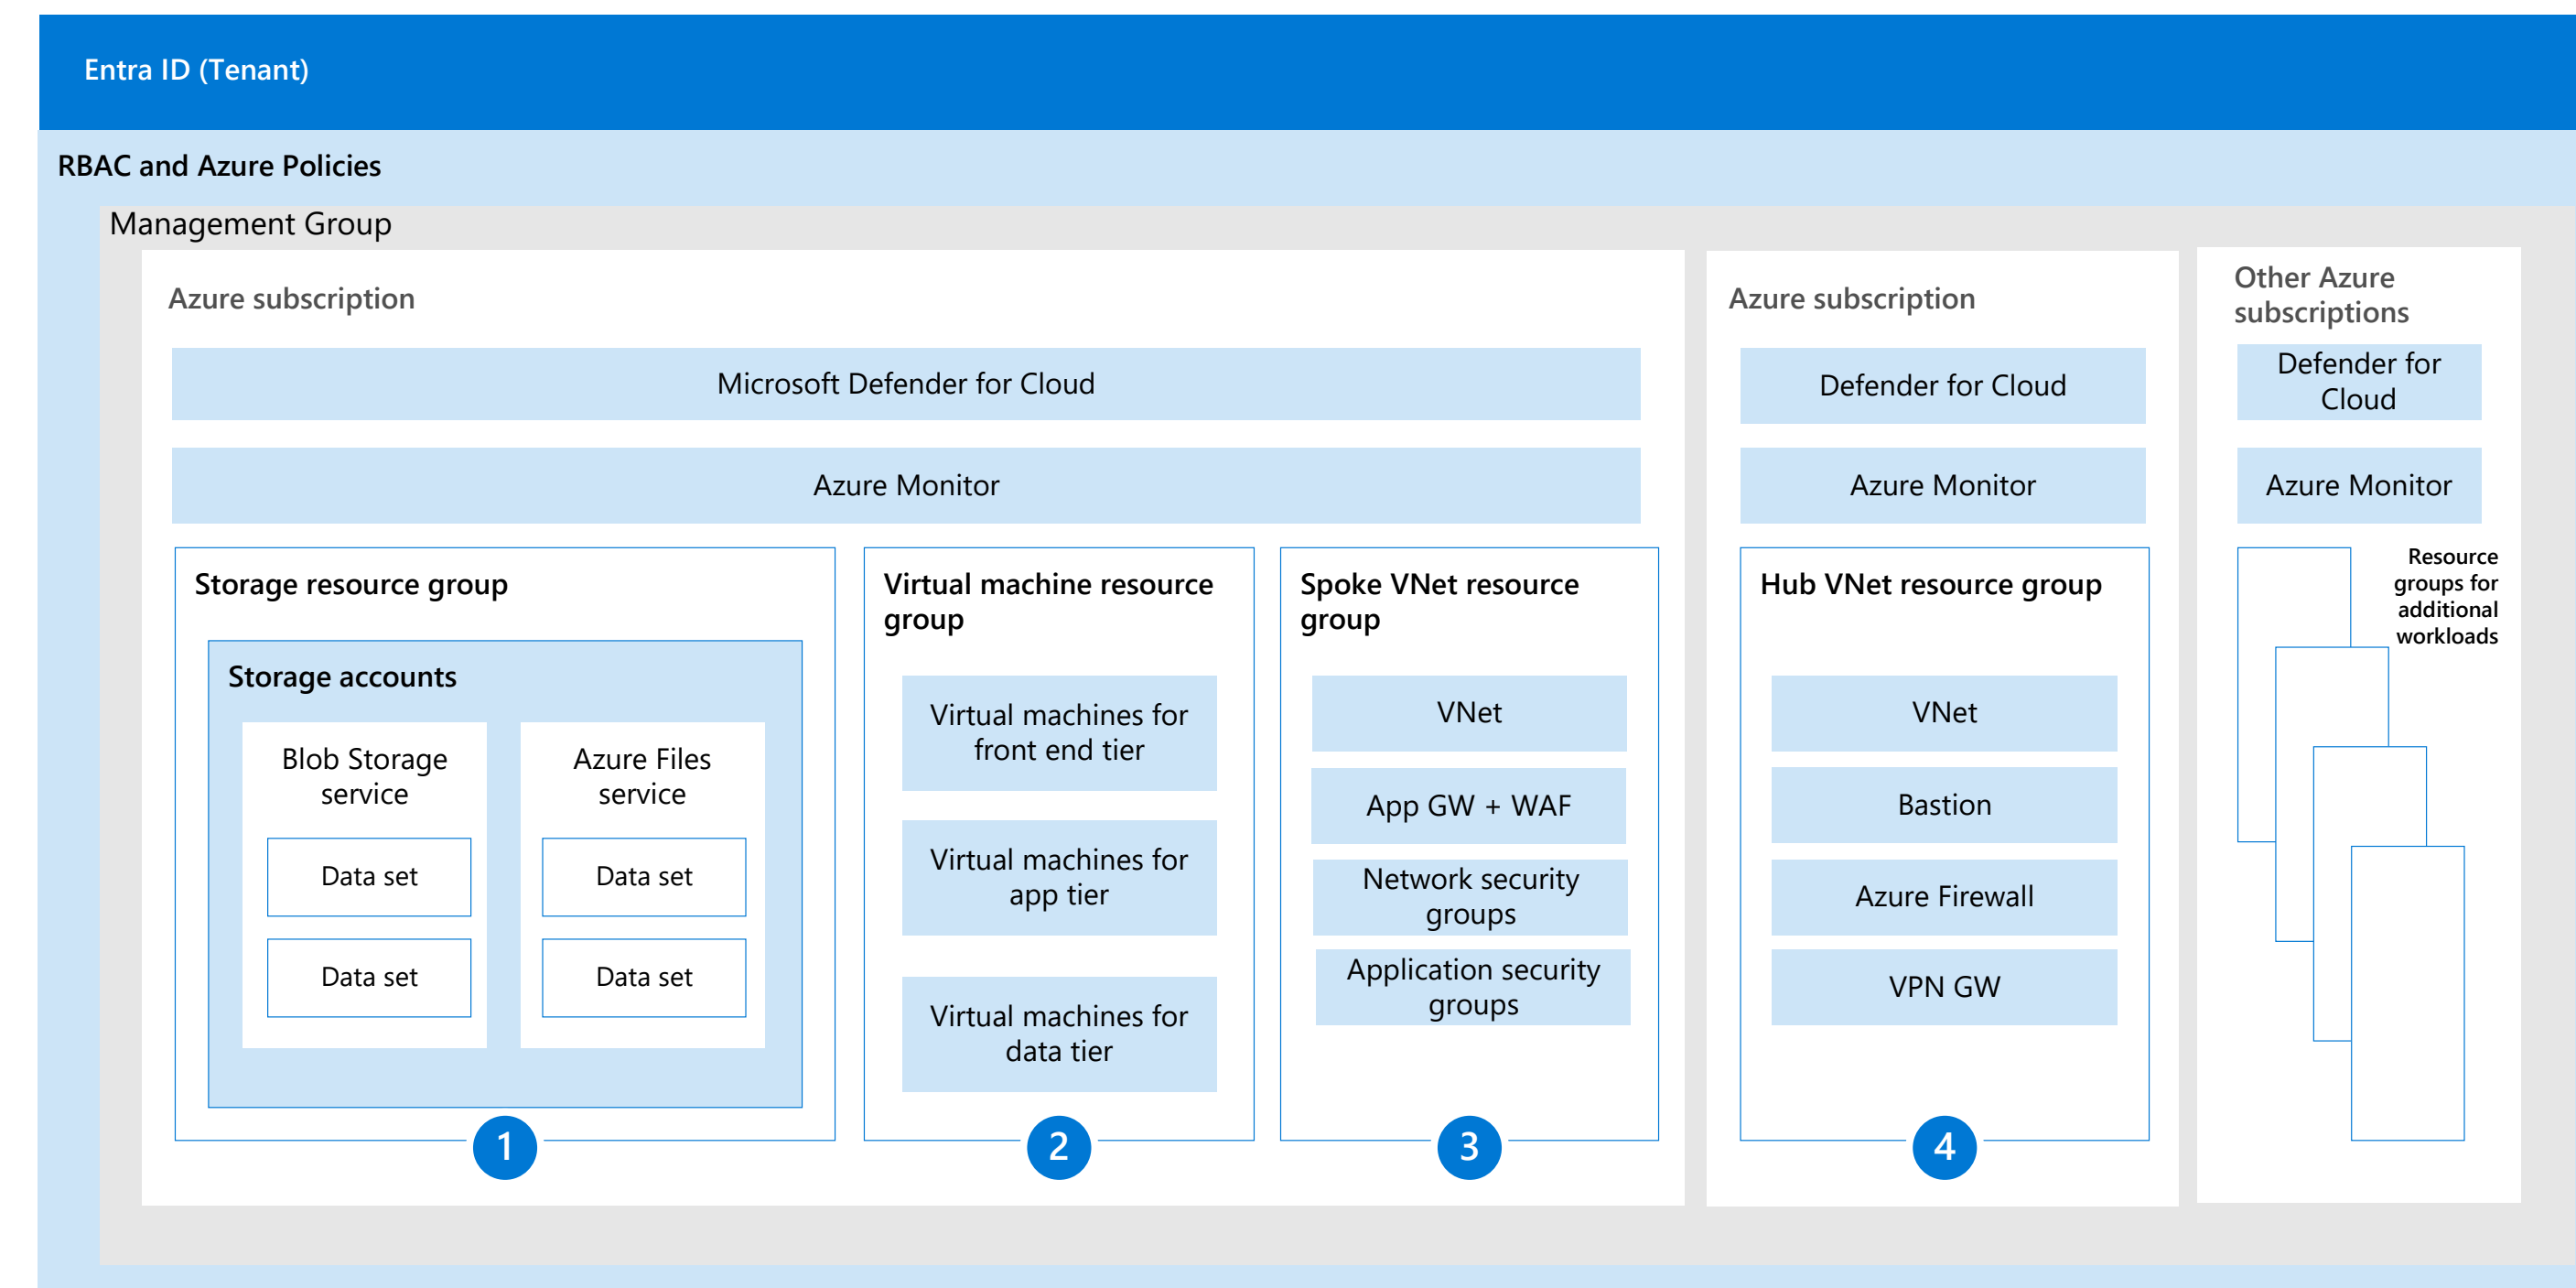 Entra ID (Tenant)
RBAC and Azure Policies
Management Group
Azure subscription
Microsoft Defender for Cloud
Azure Monitor
Storage resource group
Storage accounts
Blob Storage
service
Data set
Data set
Azure Files
service
Data set
Data set
1
Virtual machine resource
group
Virtual machines for
front end tier
Virtual machines for
app tier
Virtual machines for
data tier
2
Spoke VNet resource
group
VNet
App GW + WAF
Network security
groups
Application security
groups
3
Azure subscription
Defender for Cloud
Azure Monitor
Hub VNet resource group
VNet
Bastion
Azure Firewall
VPN GW
4
Other Azure
subscriptions
Defender for
Cloud
Azure Monitor
Resource
groups for
additional
workloads